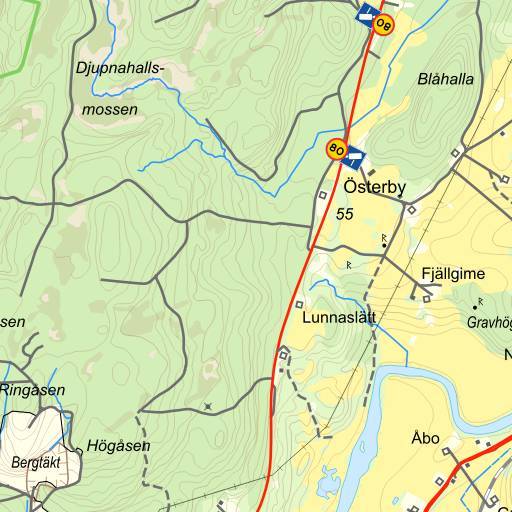 80
Djupnahalls-
mossen
Blåhalla
80
Österby
55
R
R
Fjällgime
R
Lunnaslätt
Gravhög
sen
N
Ringåsen
Högåsen
Åbo
Bergtäkt